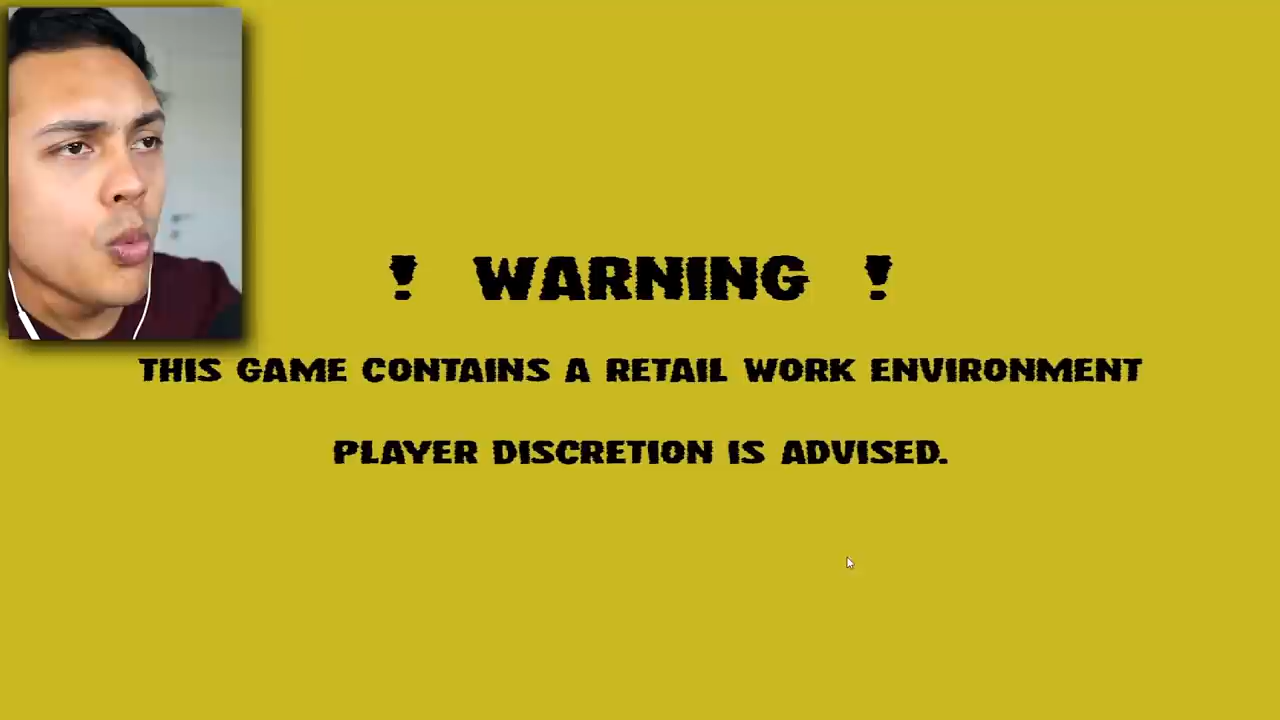 ! WARNING !
THIS GAME CONTAINS A RETAIL WORK ENVIRONMENT
PLAYER DISCRETION IS ADVISED.